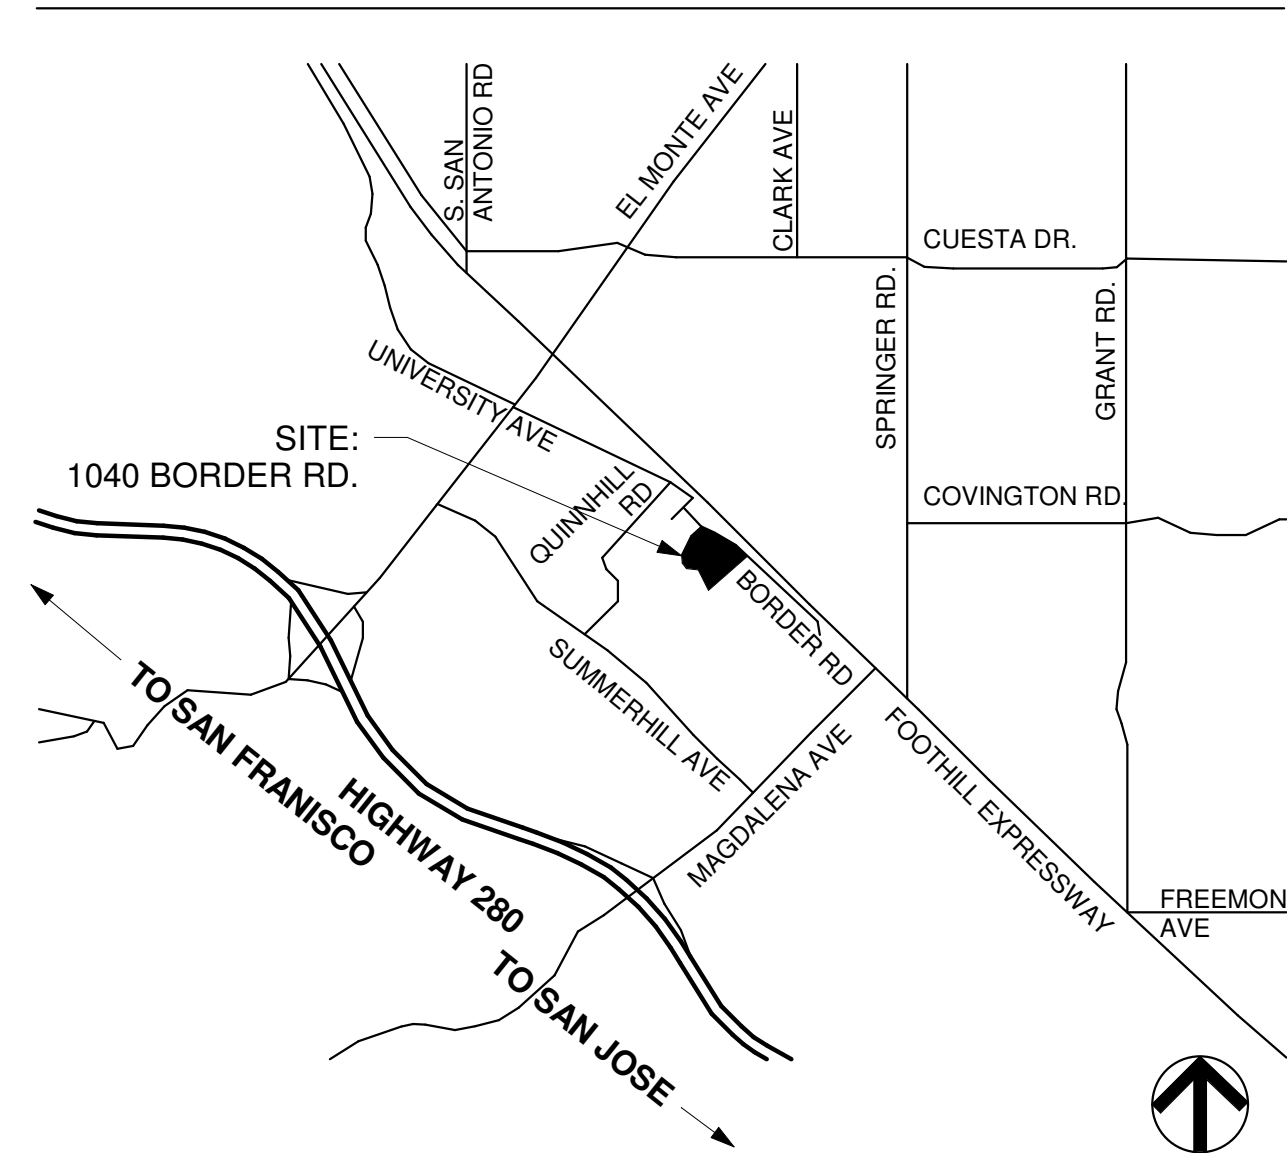 S. SAN
ANTONIO RD
EL MONTE AVE
CLARK AVE
CUESTA DR.
SPRINGER RD.
GRANT RD.
UNIVERSITY AVE
SITE:
1040 BORDER RD.
QUINNHILL
RD
COVINGTON RD.
BORDER RD
SUMMERHILL AVE
MAGDALENA AVE
FOOTHILL EXPRESSWAY
TO SAN FRANISCO
HIGHWAY 280
TO SAN JOSE
FREEMON
AVE